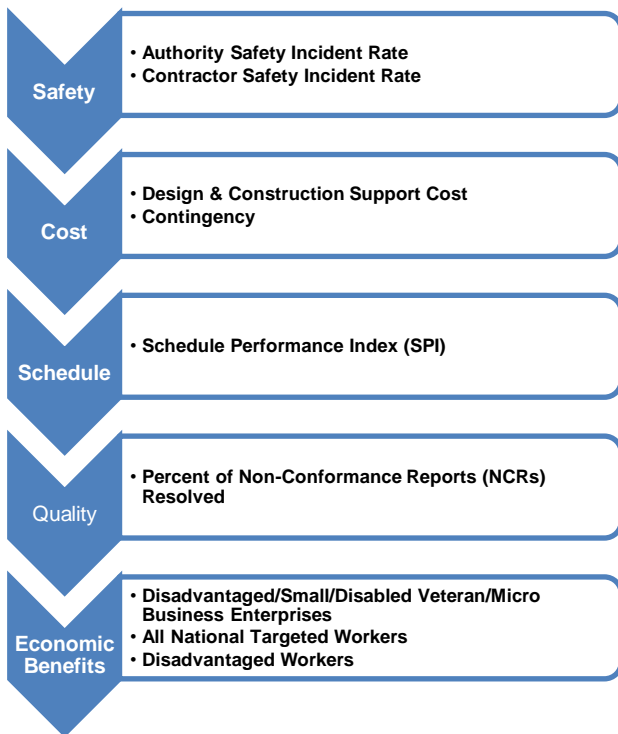 Safety
• Authority Safety Incident Rate
• Contractor Safety Incident Rate
Cost
• Design & Construction Support Cost
• Contingency
Schedule
• Schedule Performance Index (SPI)
Quality
• Percent of Non-Conformance Reports (NCRs)
Resolved
Economic
Benefits
• Disadvantaged/Small/Disabled Veteran/Micro
Business Enterprises
• All National Targeted Workers
• Disadvantaged Workers